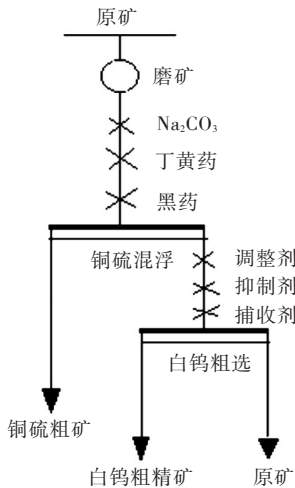 原矿
磨矿
Na₂CO₃
丁黄药
黑药
铜硫混浮
调整剂
抑制剂
捕收剂
白钨粗选
铜硫粗矿
白钨粗精矿
原矿